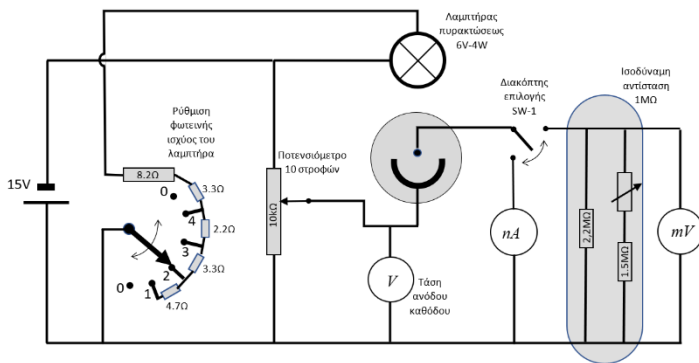 Λαμπτήρας
πυρακτώσεως
6V-4W
Διακόπτης
επιλογής
SW-1
Ισοδύναμη
αντίσταση
1MΩ
Ρύθμιση
φωτεινής
ισχύος του
λαμπτήρα
Ποτενσιόμετρο
10 στροφών
15V
8.2Ω
0
3.3Ω
4
2.2Ω
3
3.3Ω
2
0
1
4.7Ω
10kΩ
V
Τάση
ανόδου
καθόδου
nA
2,2MΩ
1.5MΩ
mV